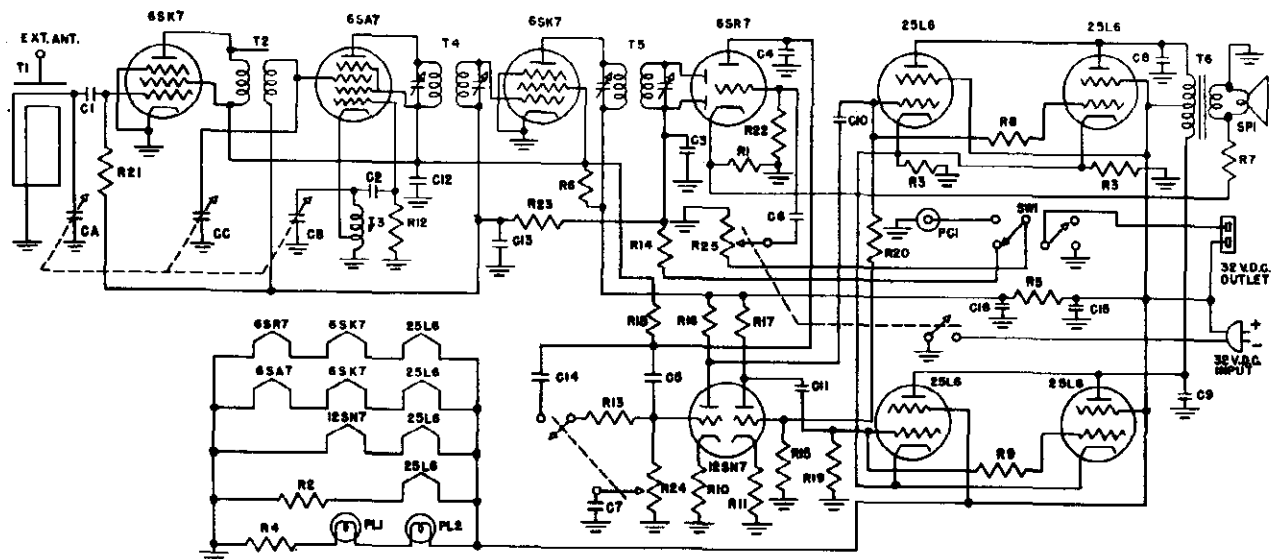 6SK7
6SA7
6SK7
6SR7
25L6
25L6
EXT. ANT.
T1
T2
T4
T5
C4
C8
T6
C1
SP1
R21
C2
C12
R6
C3
R1
R22
C10
R8
R7
R3
R3
CA
CC
CB
T3
R12
C13
R23
R14
R25
C6
PC1
SW1
R20
32 V.D.C.
OUTLET
R18
R16
R17
C16
R5
C15
32 V.D.C.
INPUT
6SR7
6SK7
25L6
6SA7
6SK7
25L6
12SN7
25L6
25L6
R2
R4
PL1
PL2
C14
C5
C11
R13
R24
C7
12SN7
R10
R11
R15
R19
25L6
25L6
R9
C9